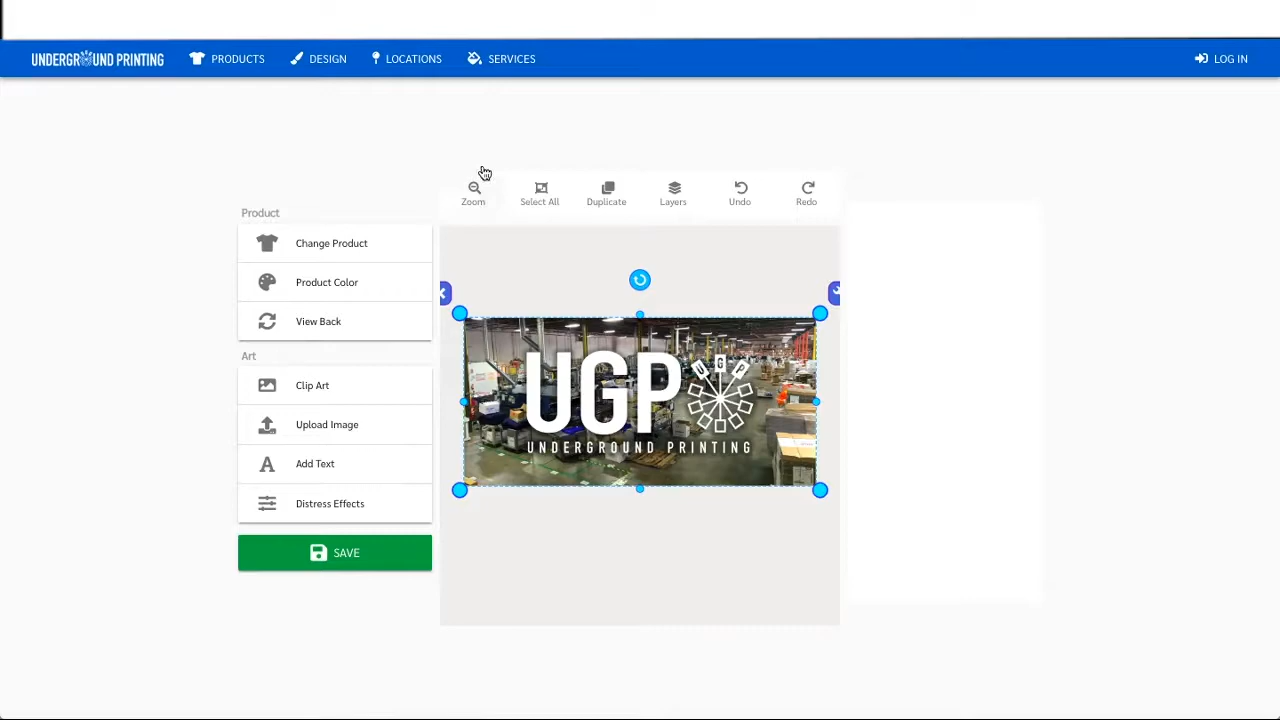 UNDERGROUND PRINTING
PRODUCTS
DESIGN
LOCATIONS
SERVICES
LOG IN
Zoom
Select All
Duplicate
Layers
Undo
Redo
Product
Change Product
Product Color
View Back
Art
Clip Art
Upload Image
Add Text
Distress Effects
SAVE
UGP
U G P
UNDERGROUND PRINTING